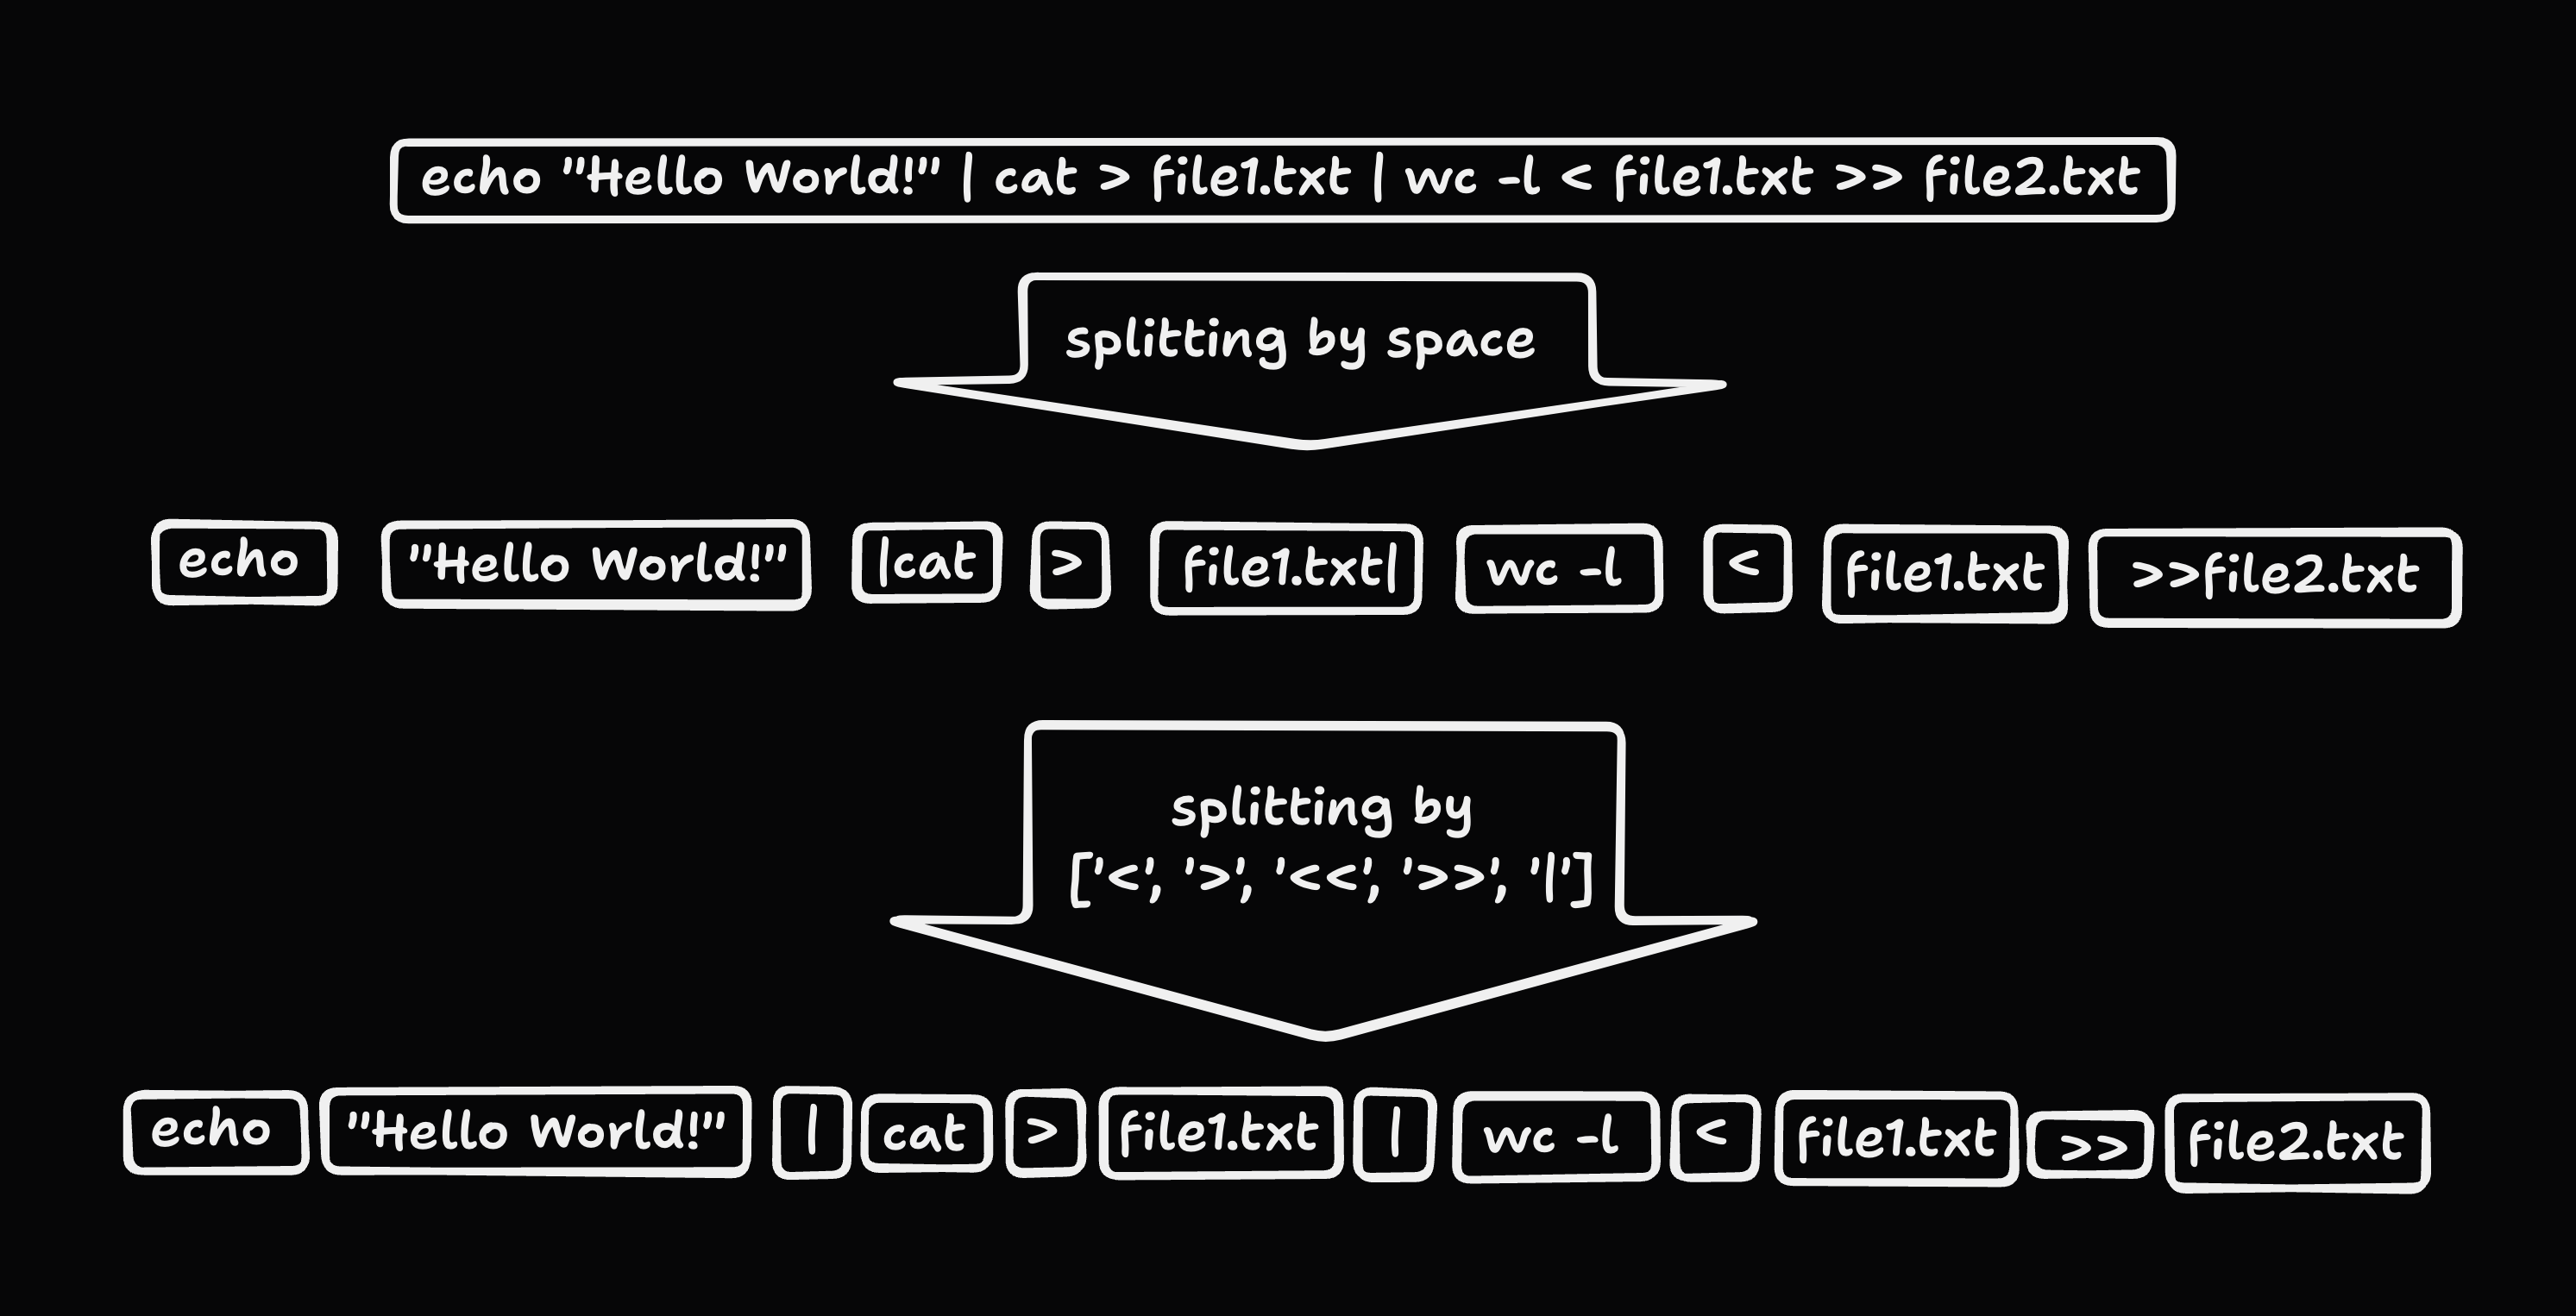 echo "Hello World!" | cat > file1.txt | wc -l < file1.txt >> file2.txt
splitting by space
echo "Hello World!" |cat > file1.txt| wc -l < file1.txt >>file2.txt
splitting by
['<', '>', '<<', '>>', '|']
echo "Hello World!" | cat > file1.txt | wc -l < file1.txt >> file2.txt